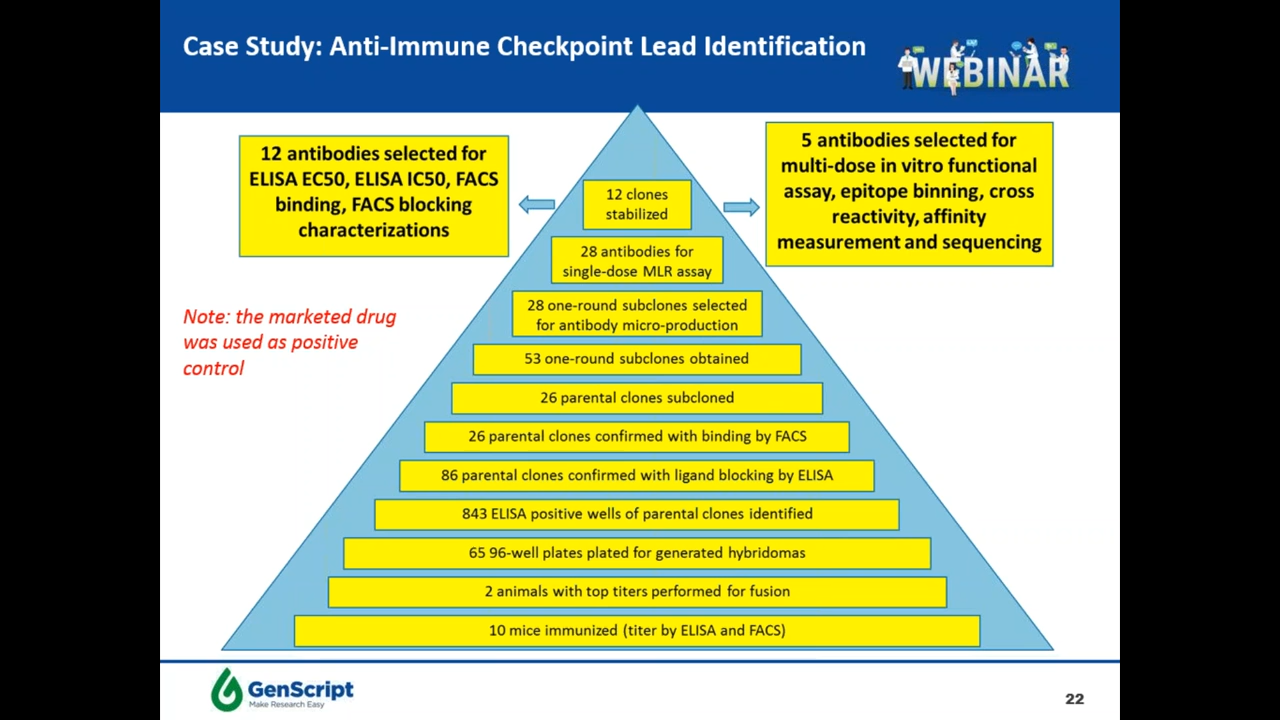 Case Study: Anti-Immune Checkpoint Lead Identification
WEBINAR
12 antibodies selected for
ELISA EC50, ELISA IC50, FACS
binding, FACS blocking
characterizations
5 antibodies selected for
multi-dose in vitro functional
assay, epitope binning, cross
reactivity, affinity
measurement and sequencing
12 clones
stabilized
28 antibodies for
single-dose MLR assay
28 one-round subclones selected
for antibody micro-production
Note: the marketed drug
was used as positive
control
53 one-round subclones obtained
26 parental clones subcloned
26 parental clones confirmed with binding by FACS
86 parental clones confirmed with ligand blocking by ELISA
843 ELISA positive wells of parental clones identified
65 96-well plates plated for generated hybridomas
2 animals with top titers performed for fusion
10 mice immunized (titer by ELISA and FACS)
GenScript
Make Research Easy
22